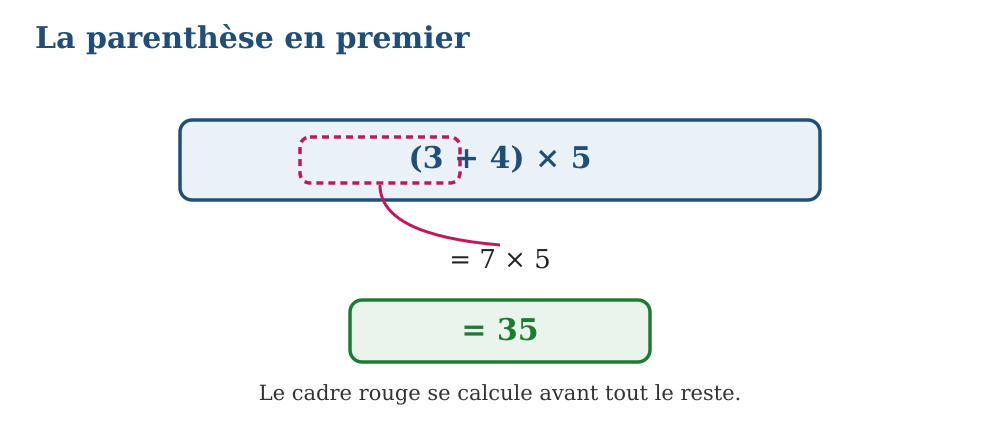 La parenthèse en premier
(3 + 4) × 5
= 7 × 5
= 35
Le cadre rouge se calcule avant tout le reste.